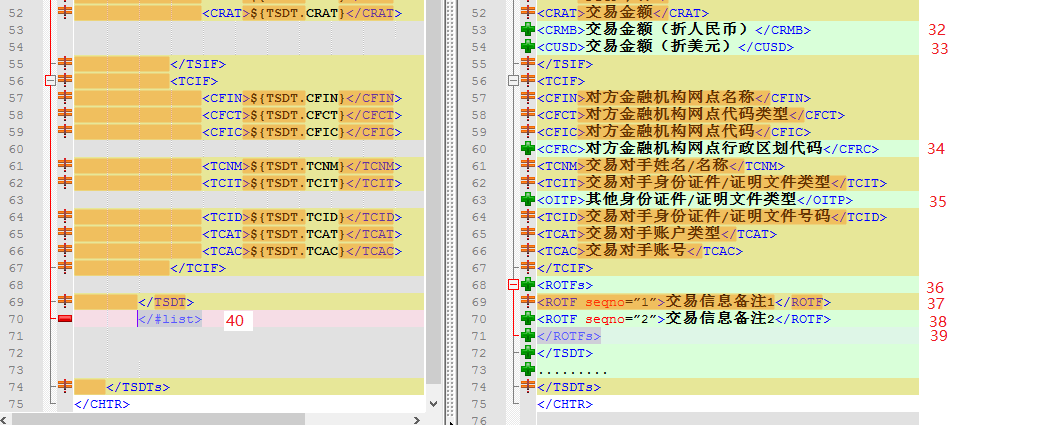 52 <CRAT>${TSDT.CRAT}</CRAT>
53
54
55 </TSIF>
56 <TCIF>
57 <CFIN>${TSDT.CFIN}</CFIN>
58 <CFCT>${TSDT.CFCT}</CFCT>
59 <CFIC>${TSDT.CFIC}</CFIC>
60
61 <TCNM>${TSDT.TCNM}</TCNM>
62 <TCIT>${TSDT.TCIT}</TCIT>
63
64 <TCID>${TSDT.TCID}</TCID>
65 <TCAT>${TSDT.TCAT}</TCAT>
66 <TCAC>${TSDT.TCAC}</TCAC>
67 </TCIF>
68
69 </TSDT>
70 </#list> 40
71
72
73
74 </TSDTs>
75 </CHTR>
52 <CRAT>交易金额</CRAT>
53 <CRMB>交易金额（折人民币）</CRMB> 32
54 <CUSD>交易金额（折美元）</CUSD> 33
55 </TSIF>
56 <TCIF>
57 <CFIN>对方金融机构网点名称</CFIN>
58 <CFCT>对方金融机构网点代码类型</CFCT>
59 <CFIC>对方金融机构网点代码</CFIC>
60 <CFRC>对方金融机构网点行政区划代码</CFRC> 34
61 <TCNM>交易对手姓名/名称</TCNM>
62 <TCIT>交易对手身份证件/证明文件类型</TCIT>
63 <OITP>其他身份证件/证明文件类型</OITP> 35
64 <TCID>交易对手身份证件/证明文件号码</TCID>
65 <TCAT>交易对手账户类型</TCAT>
66 <TCAC>交易对手账号</TCAC>
67 </TCIF>
68 <ROTFs> 36
69 <ROTF seqno="1">交易信息备注1</ROTF> 37
70 <ROTF seqno="2">交易信息备注2</ROTF> 38
71 </ROTFs> 39
72 </TSDT>
73 .........
74 </TSDTs>
75 </CHTR>
76